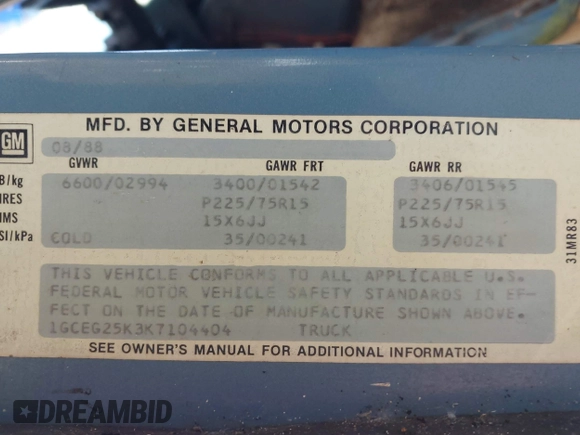 GM
MFD. BY GENERAL MOTORS CORPORATION
08/88
GVWR GAWR FRT GAWR RR
B/kg 6600/02994 3400/01542 3406/01545
IRES P225/75R15 P225/75R15
IMS 15X6JJ 15X6JJ
SI/kPa COLD 35/00241 35/00241
31MR83
THIS VEHICLE CONFORMS TO ALL APPLICABLE U.S.
FEDERAL MOTOR VEHICLE SAFETY STANDARDS IN EF-
FECT ON THE DATE OF MANUFACTURE SHOWN ABOVE.
1GCEG25K3K7104404 TRUCK
SEE OWNER'S MANUAL FOR ADDITIONAL INFORMATION
DREAMBID